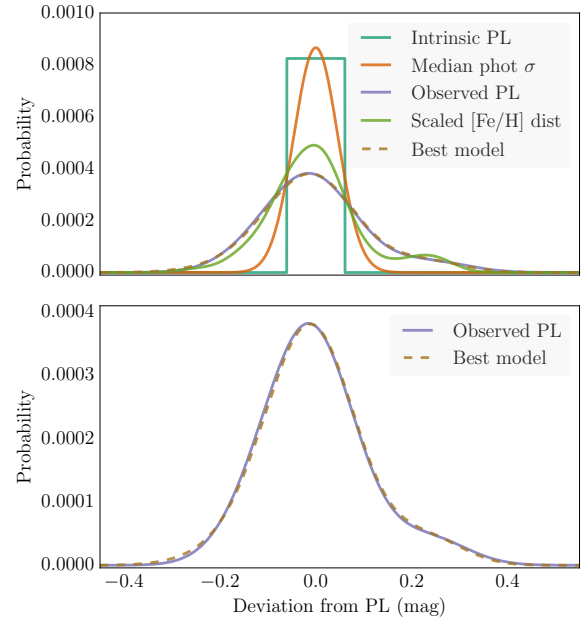 0.0010
0.0008
0.0006
0.0004
0.0002
0.0000
Probability
Intrinsic PL
Median phot σ
Observed PL
Scaled [Fe/H] dist
Best model
0.0004
0.0003
0.0002
0.0001
0.0000
Probability
Observed PL
Best model
−0.4 −0.2 0.0 0.2 0.4
Deviation from PL (mag)